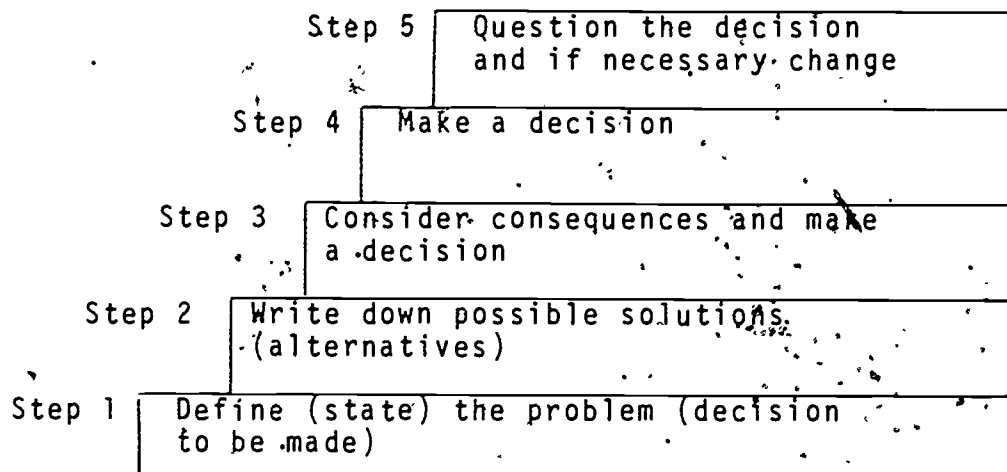 Step 5 Question the decision
and if necessary change
Step 4 Make a decision
Step 3 Consider consequences and make
a decision
Step 2 Write down possible solutions
(alternatives)
Step 1 Define (state) the problem (decision
to be made)